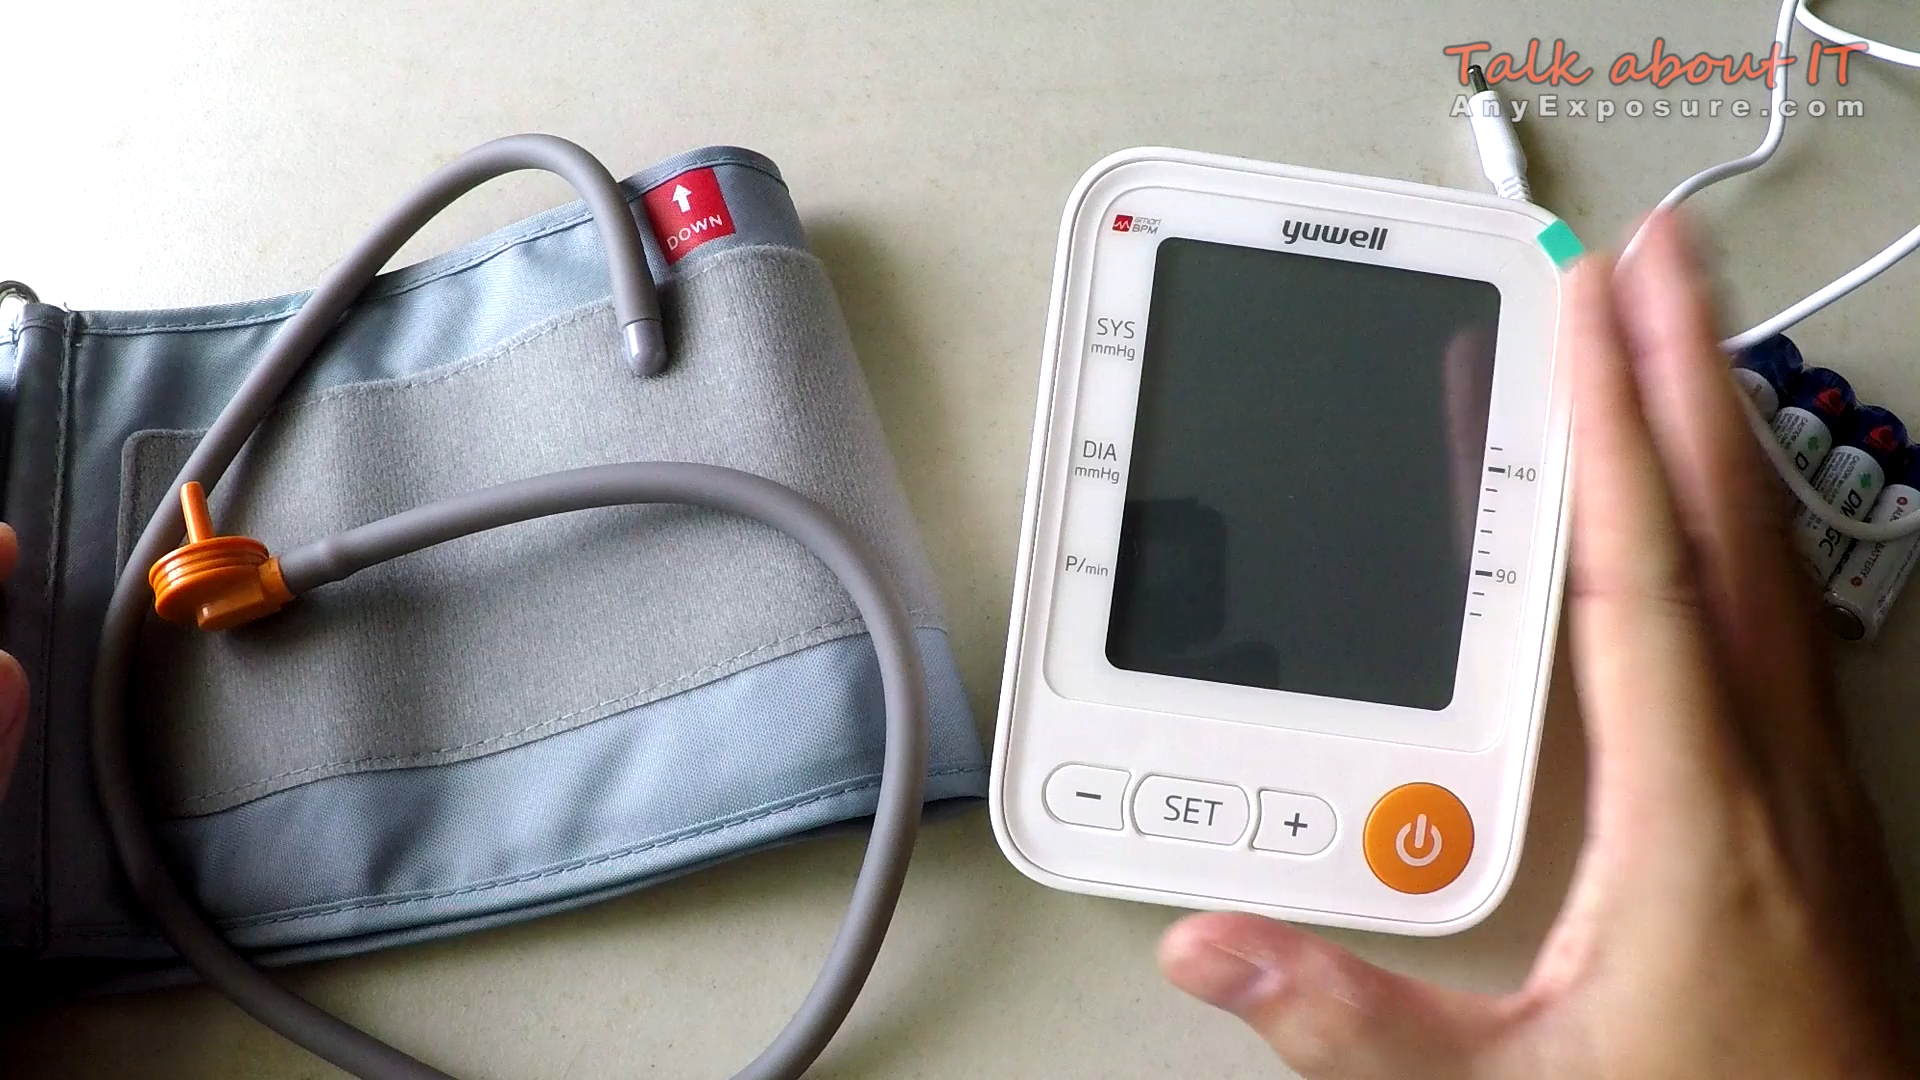 Talk about IT
AnyExposure.com
DOWN
smart
BPM
yuwell
SYS
mmHg
DIA
mmHg
140
P/min
90
SET